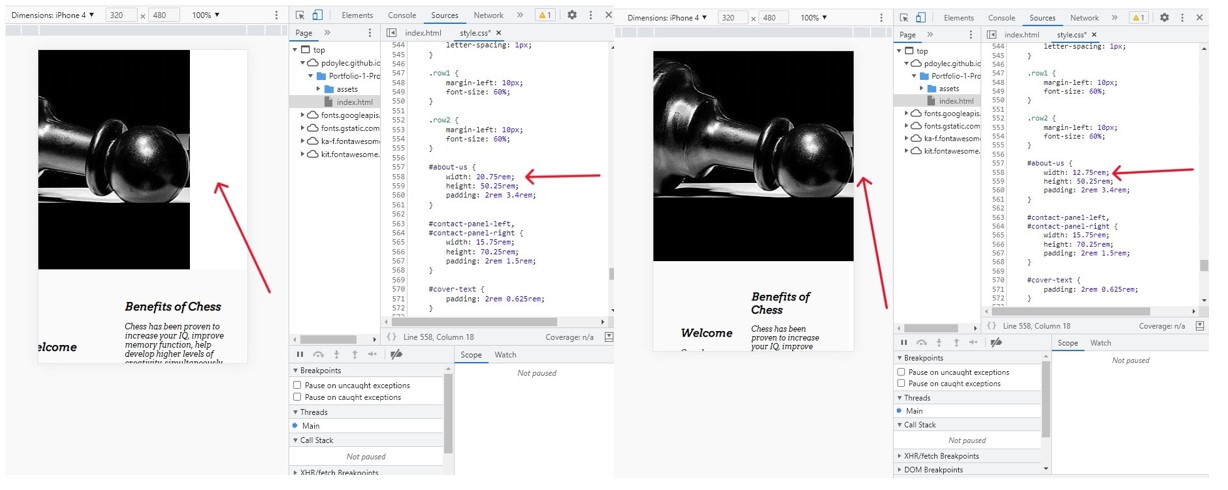 Dimensions: iPhone 4 ▼ 320 × 480 100% ▼
Elements Console Sources Network » 1
Page »
index.html style.css* ×
top
pdoylec.github.io
Portfolio-1-Pro
assets
index.html
fonts.googleapis.
fonts.gstatic.com
ka-f.fontawesome.
kit.fontawesome.
544 letter-spacing: 1px;
545 }
546
547 .row1 {
548 margin-left: 10px;
549 font-size: 60%;
550 }
551
552 .row2 {
553 margin-left: 10px;
554 font-size: 60%;
555 }
556
557 #about-us {
558 width: 20.75rem;
559 height: 50.25rem;
560 padding: 2rem 3.4rem;
561 }
562
563 #contact-panel-left,
564 #contact-panel-right {
565 width: 15.75rem;
566 height: 70.25rem;
567 padding: 2rem 1.5rem;
568 }
569
570 #cover-text {
571 padding: 2rem 0.625rem;
572 }
{} Line 558, Column 18 Coverage: n/a
Benefits of Chess
Chess has been proven to
increase your IQ, improve
memory function, help
develop higher levels of
creativity simultaneously
elcome
Breakpoints
Pause on uncaught exceptions
Pause on caught exceptions
Threads
Main
Call Stack
Not paused
XHR/fetch Breakpoints
Scope Watch
Not paused
Dimensions: iPhone 4 ▼ 320 × 480 100% ▼
Elements Console Sources Network » 1
Page »
index.html style.css* ×
top
pdoylec.github.io
Portfolio-1-Pro
assets
index.html
fonts.googleapis.
fonts.gstatic.com
ka-f.fontawesome.
kit.fontawesome.
544 letter-spacing: 1px;
545 }
546
547 .row1 {
548 margin-left: 10px;
549 font-size: 60%;
550 }
551
552 .row2 {
553 margin-left: 10px;
554 font-size: 60%;
555 }
556
557 #about-us {
558 width: 12.75rem;
559 height: 50.25rem;
560 padding: 2rem 3.4rem;
561 }
562
563 #contact-panel-left,
564 #contact-panel-right {
565 width: 15.75rem;
566 height: 70.25rem;
567 padding: 2rem 1.5rem;
568 }
569
570 #cover-text {
571 padding: 2rem 0.625rem;
572 }
{} Line 558, Column 18 Coverage: n/a
Benefits of
Chess
Welcome
Chess has been
proven to increase
your IQ, improve
Breakpoints
Pause on uncaught exceptions
Pause on caught exceptions
Threads
Main
Call Stack
Not paused
XHR/fetch Breakpoints
DOM Breakpoints
Scope Watch
Not paused